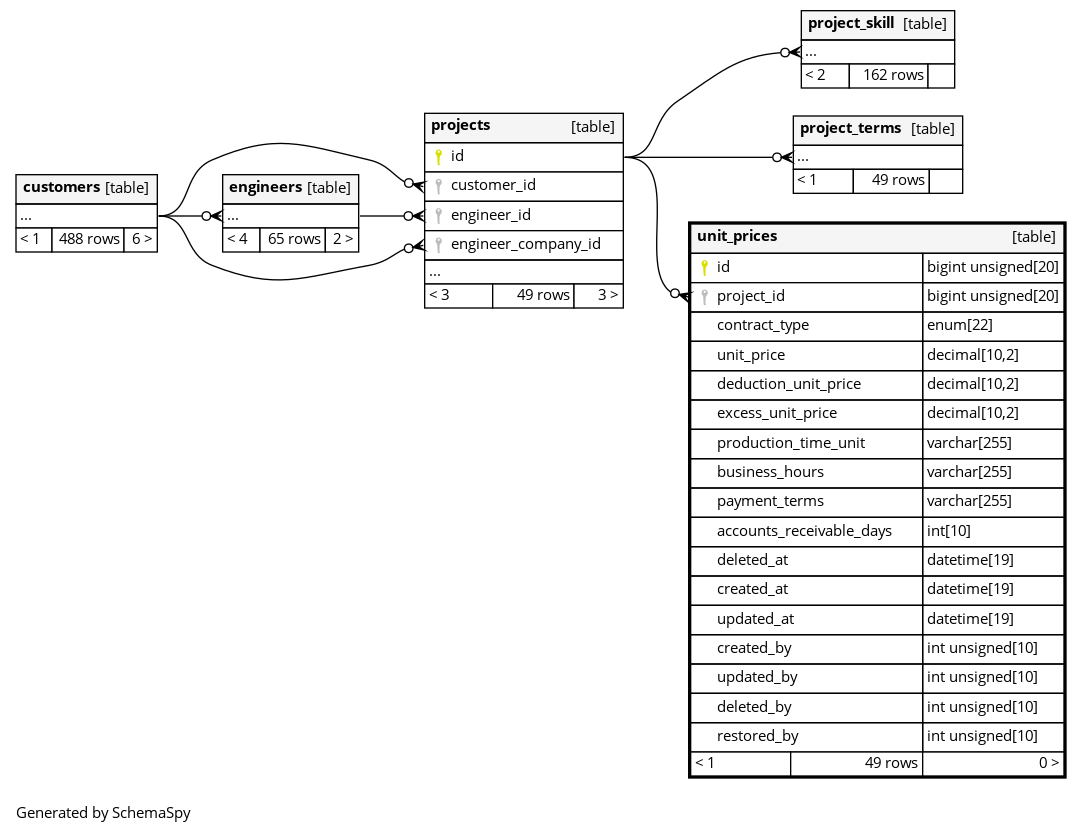 project_skill [table]
...
< 2 162 rows
project_terms [table]
...
< 1 49 rows
projects [table]
id
customer_id
engineer_id
engineer_company_id
...
< 3 49 rows 3 >
customers [table]
...
< 1 488 rows 6 >
engineers [table]
...
< 4 65 rows 2 >
unit_prices [table]
id bigint unsigned[20]
project_id bigint unsigned[20]
contract_type enum[22]
unit_price decimal[10,2]
deduction_unit_price decimal[10,2]
excess_unit_price decimal[10,2]
production_time_unit varchar[255]
business_hours varchar[255]
payment_terms varchar[255]
accounts_receivable_days int[10]
deleted_at datetime[19]
created_at datetime[19]
updated_at datetime[19]
created_by int unsigned[10]
updated_by int unsigned[10]
deleted_by int unsigned[10]
restored_by int unsigned[10]
< 1 49 rows 0 >
Generated by SchemaSpy